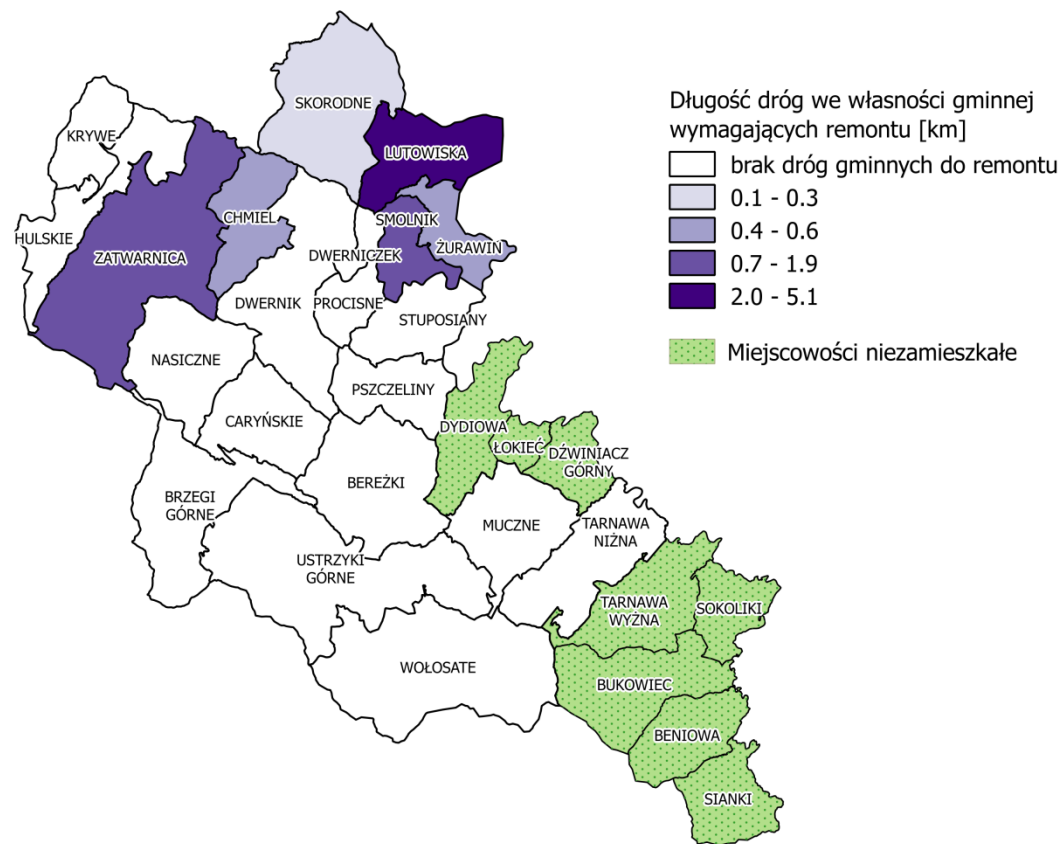 Długość dróg we własności gminnej
wymagających remontu [km]
brak dróg gminnych do remontu
0.1 - 0.3
0.4 - 0.6
0.7 - 1.9
2.0 - 5.1
Miejscowości niezamieszkałe
SKORODNE
KRYWE
LUTOWISKA
CHMIEL
SMOLNIK
HULSKIE
ŻURAWIN
ZATWARNICA
DWERNICZEK
DWERNIK
PROCISNE
STUPOSIANY
NASICZNE
PSZCZELINY
CARYŃSKIE
DYDIOWA
ŁOKIEĆ
DŹWINIACZ
GÓRNY
BEREŻKI
BRZEGI
GÓRNE
MUCZNE
TARNAWA
NIŻNA
USTRZYKI
GÓRNE
TARNAWA
WYŻNA
SOKOLIKI
WOŁOSATE
BUKOWIEC
BENIOWA
SIANKI